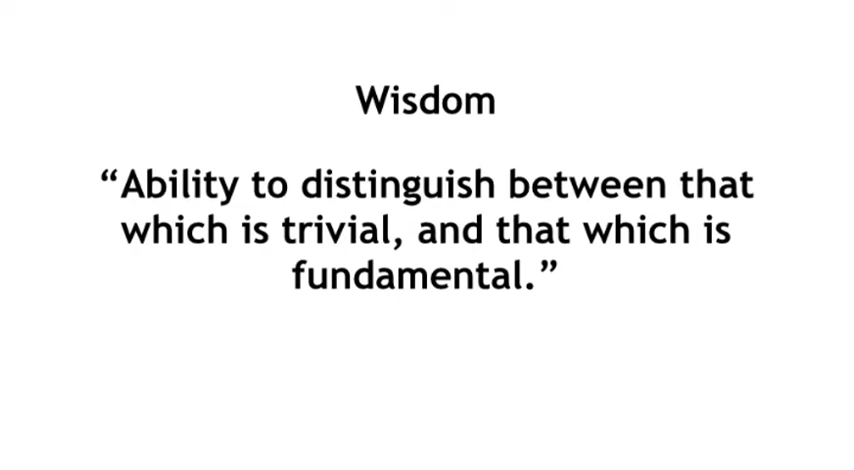 Wisdom
“Ability to distinguish between that
which is trivial, and that which is
fundamental.”